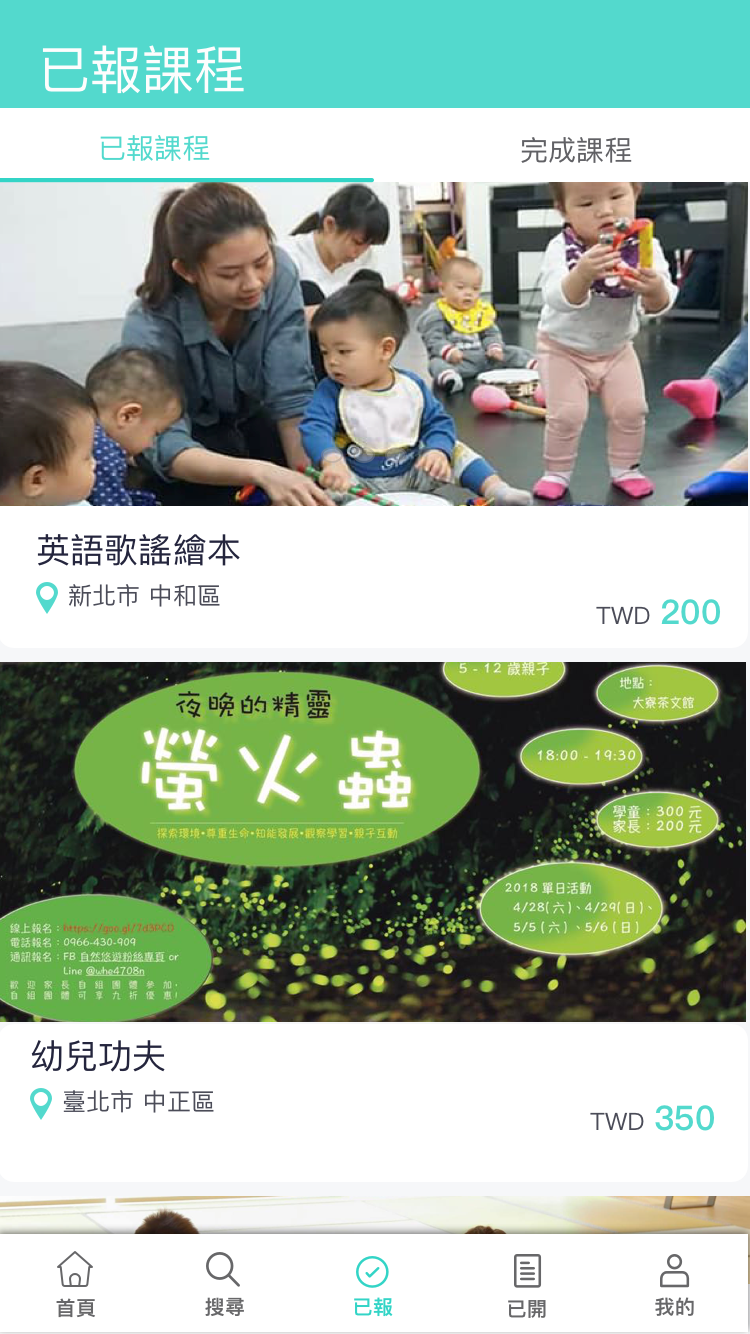 已報課程
已報課程
完成課程
英語歌謠繪本
新北市 中和區
TWD 200
5 - 12 歲親子
夜晚的精靈
螢火蟲
探索環境•尊重生命•知能發展•觀察學習•親子互動
地點：
大寮茶文館
18:00 - 19:30
學童：300 元
家長：200 元
2018 單日活動
4/28(六)、4/29(日)、
5/5(六)、5/6(日)
線上報名：https://goo.gl/7d3PCD
電話報名：0966-430-909
通訊報名：FB 自然悠遊粉絲專頁 or
Line @whe4708n
歡迎家長自組團體參加，
自組團體可享九折優惠!
幼兒功夫
臺北市 中正區
TWD 350
首頁
搜尋
已報
已開
我的